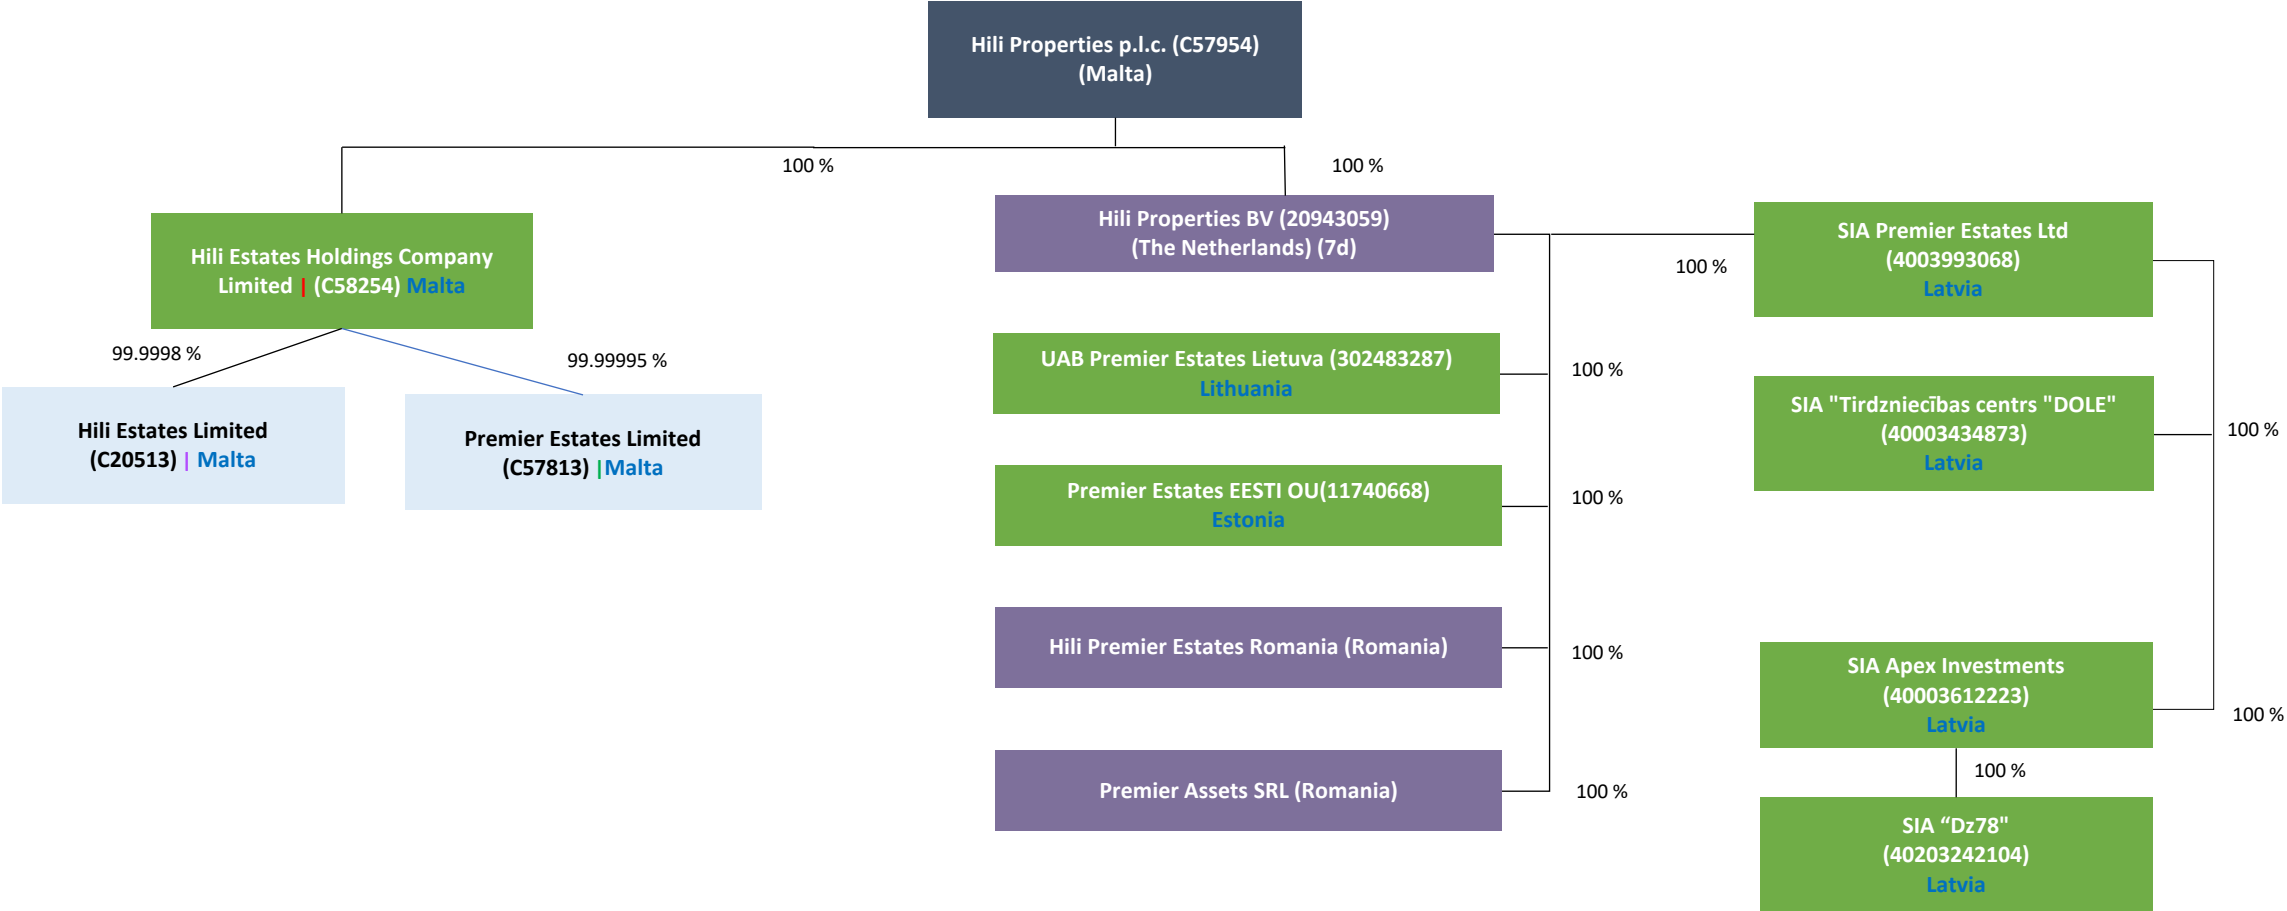 Hili Properties p.l.c. (C57954)
(Malta)
100 %
100 %
Hili Estates Holdings Company
Limited | (C58254) Malta
99.9998 %
99.99995 %
Hili Estates Limited
(C20513) | Malta
Premier Estates Limited
(C57813) |Malta
Hili Properties BV (20943059)
(The Netherlands) (7d)
UAB Premier Estates Lietuva (302483287)
Lithuania
100 %
Premier Estates EESTI OU(11740668)
Estonia
100 %
Hili Premier Estates Romania (Romania)
100 %
Premier Assets SRL (Romania)
100 %
100 %
SIA Premier Estates Ltd
(4003993068)
Latvia
SIA "Tirdzniecības centrs "DOLE"
(40003434873)
Latvia
100 %
SIA Apex Investments
(40003612223)
Latvia
100 %
100 %
SIA “Dz78"
(40203242104)
Latvia